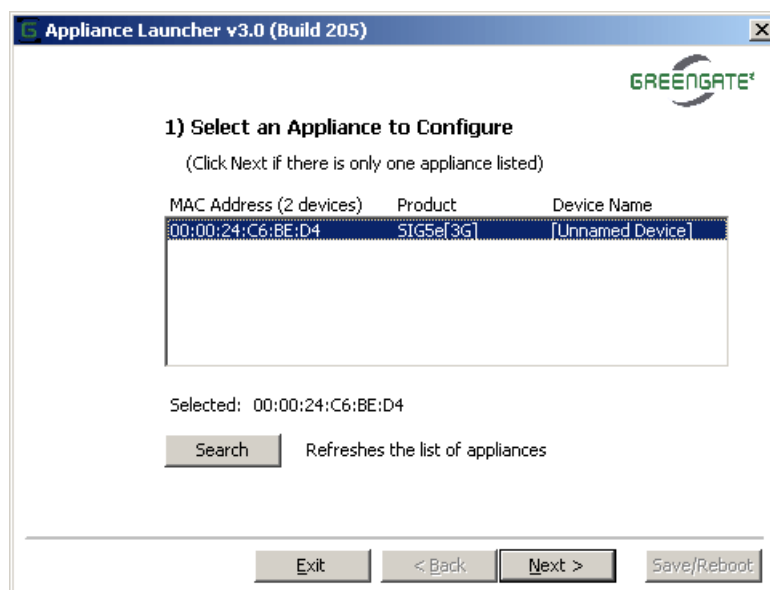 Appliance Launcher v3.0 (Build 205)
GREENGATE
1) Select an Appliance to Configure
(Click Next if there is only one appliance listed)
MAC Address (2 devices) Product Device Name
00:00:24:C6:BE:D4 SIG5e[3G] [Unnamed Device]
Selected: 00:00:24:C6:BE:D4
Search Refreshes the list of appliances
Exit < Back Next > Save/Reboot